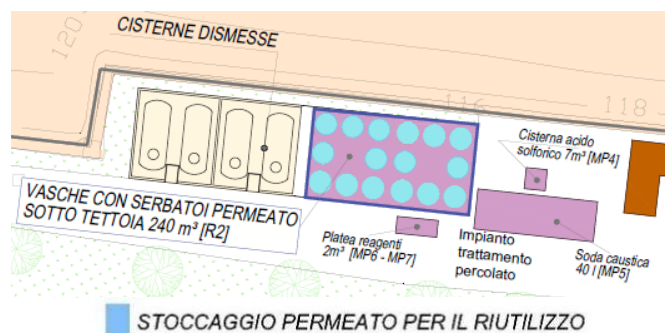 CISTERNE DISMESSE
120
116
118
Cisterna acido
solforico 7m³ [MP4]
VASCHE CON SERBATOI PERMEATO
SOTTO TETTOIA 240 m³ [R2]
Platea reagenti
2m³ [MP6 - MP7]
Impianto
trattamento
percolato
Soda caustica
40 l [MP5]
STOCCAGGIO PERMEATO PER IL RIUTILIZZO